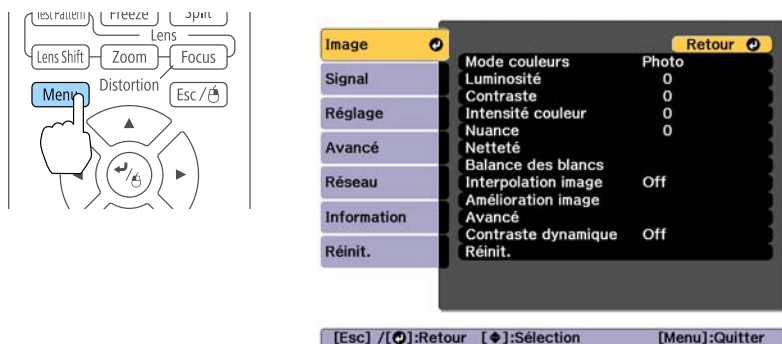 Test Pattern Freeze Split
Lens
Lens Shift Zoom Focus
Menu Distortion Esc /
Image
Signal
Réglage
Avancé
Réseau
Information
Réinit.
Retour
Mode couleurs Photo
Luminosité 0
Contraste 0
Intensité couleur 0
Nuance 0
Netteté
Balance des blancs
Interpolation image Off
Amélioration image
Avancé
Contraste dynamique Off
Réinit.
[Esc] /[ ]:Retour [ ]:Sélection [Menu]:Quitter